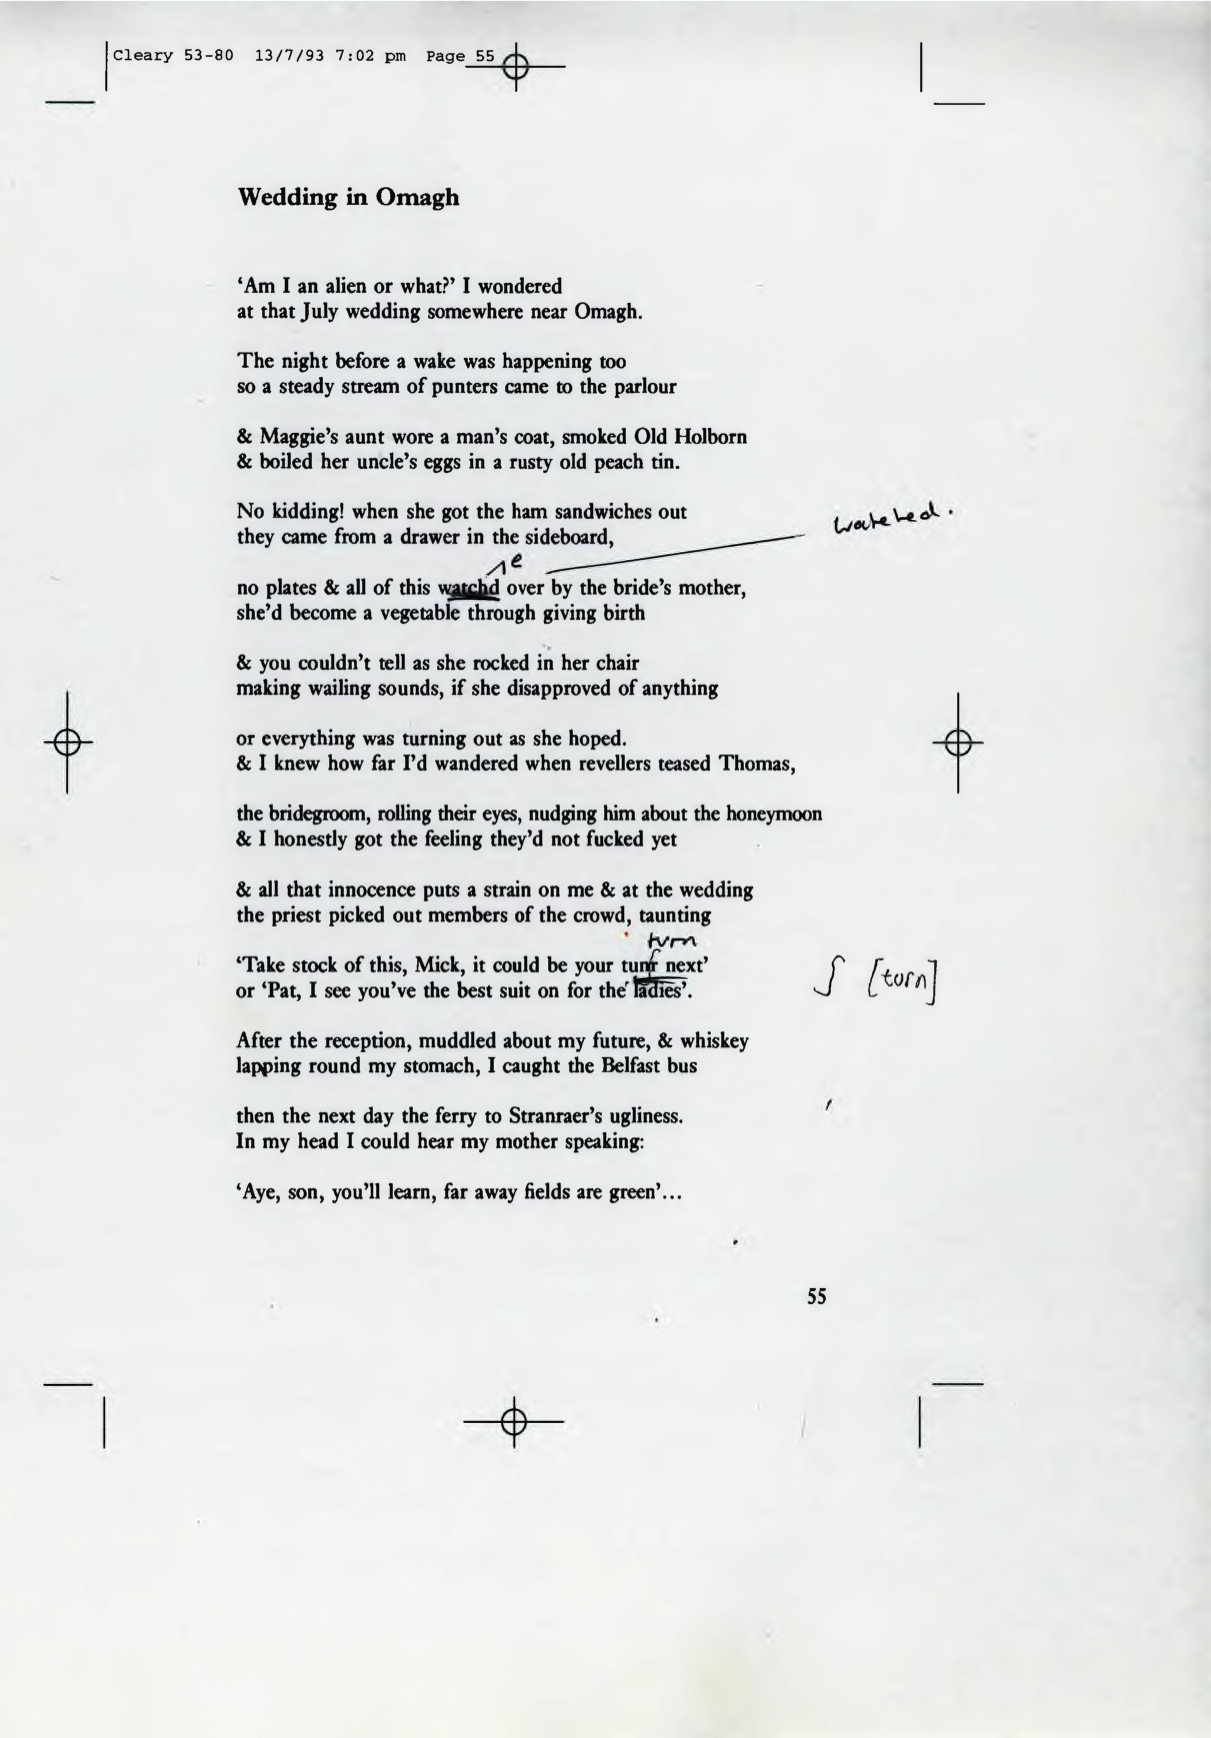 Cleary 53-80 13/7/93 7:02 pm Page 55
Wedding in Omagh
‘Am I an alien or what?’ I wondered
at that July wedding somewhere near Omagh.
The night before a wake was happening too
so a steady stream of punters came to the parlour
& Maggie’s aunt wore a man’s coat, smoked Old Holborn
& boiled her uncle’s eggs in a rusty old peach tin.
No kidding! when she got the ham sandwiches out
they came from a drawer in the sideboard,
watched.
e
no plates & all of this watchd over by the bride’s mother,
she’d become a vegetable through giving birth
& you couldn’t tell as she rocked in her chair
making wailing sounds, if she disapproved of anything
or everything was turning out as she hoped.
& I knew how far I’d wandered when revellers teased Thomas,
the bridegroom, rolling their eyes, nudging him about the honeymoon
& I honestly got the feeling they’d not fucked yet
& all that innocence puts a strain on me & at the wedding
the priest picked out members of the crowd, taunting
turn
‘Take stock of this, Mick, it could be your tunr next’
[turn]
or ‘Pat, I see you’ve the best suit on for the ladies’.
After the reception, muddled about my future, & whiskey
lapping round my stomach, I caught the Belfast bus
then the next day the ferry to Stranraer’s ugliness.
In my head I could hear my mother speaking:
‘Aye, son, you’ll learn, far away fields are green’...
55